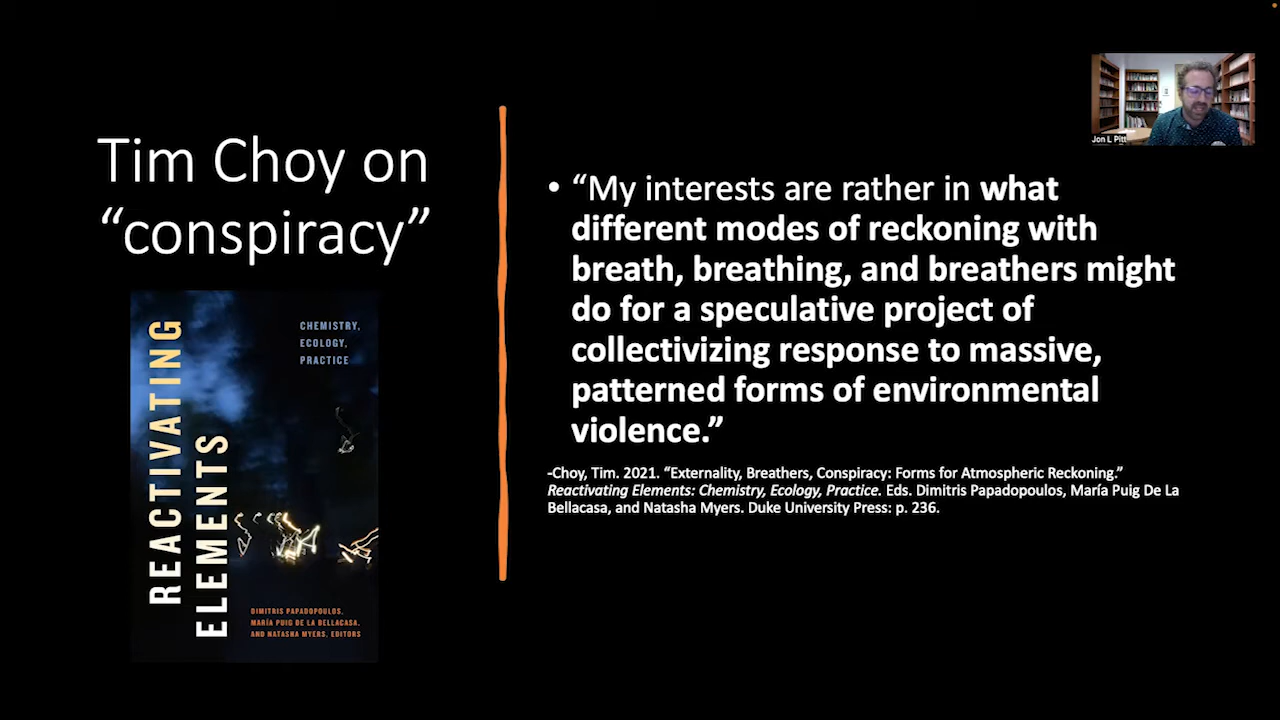 Jon L Pitt
Tim Choy on
“conspiracy”
REACTIVATING
ELEMENTS
CHEMISTRY,
ECOLOGY,
PRACTICE
DIMITRIS PAPADOPOULOS,
MARÍA PUIG DE LA BELLACASA,
AND NATASHA MYERS, EDITORS
• “My interests are rather in what
different modes of reckoning with
breath, breathing, and breathers might
do for a speculative project of
collectivizing response to massive,
patterned forms of environmental
violence.”
-Choy, Tim. 2021. “Externality, Breathers, Conspiracy: Forms for Atmospheric Reckoning.”
Reactivating Elements: Chemistry, Ecology, Practice. Eds. Dimitris Papadopoulos, María Puig De La
Bellacasa, and Natasha Myers. Duke University Press: p. 236.